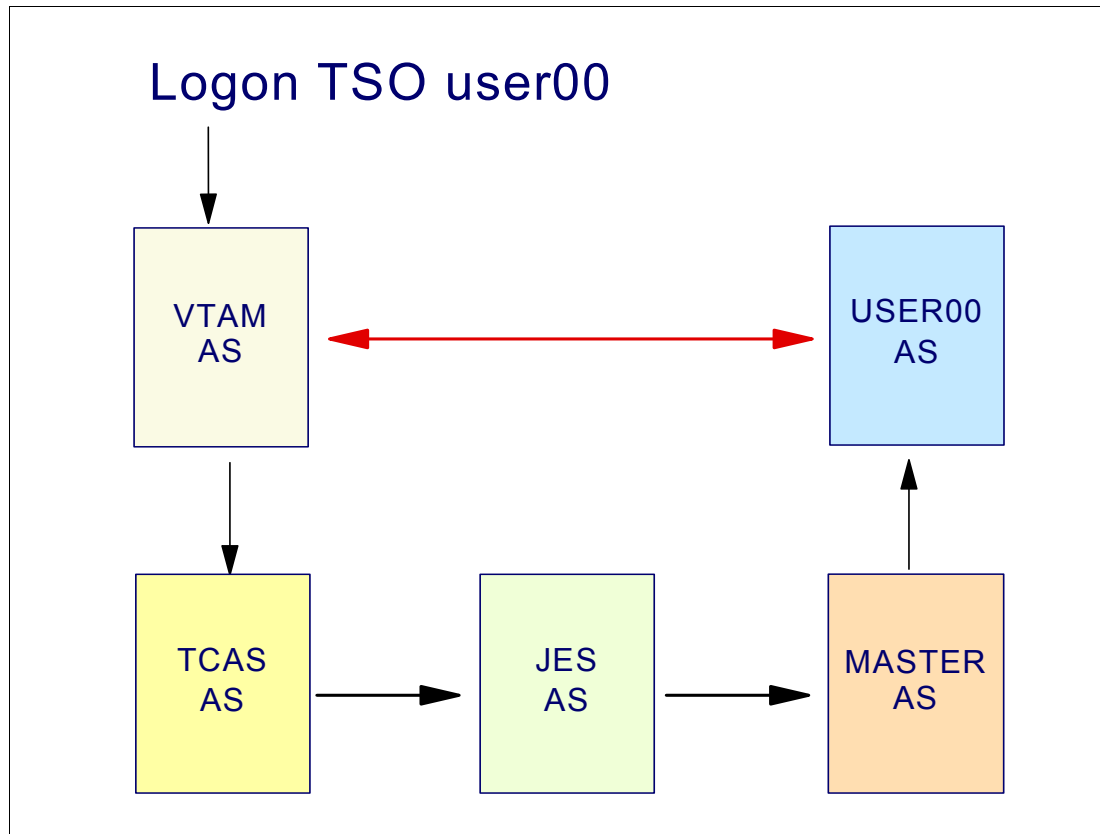 Logon TSO user00
VTAM
AS
USER00
AS
TCAS
AS
JES
AS
MASTER
AS